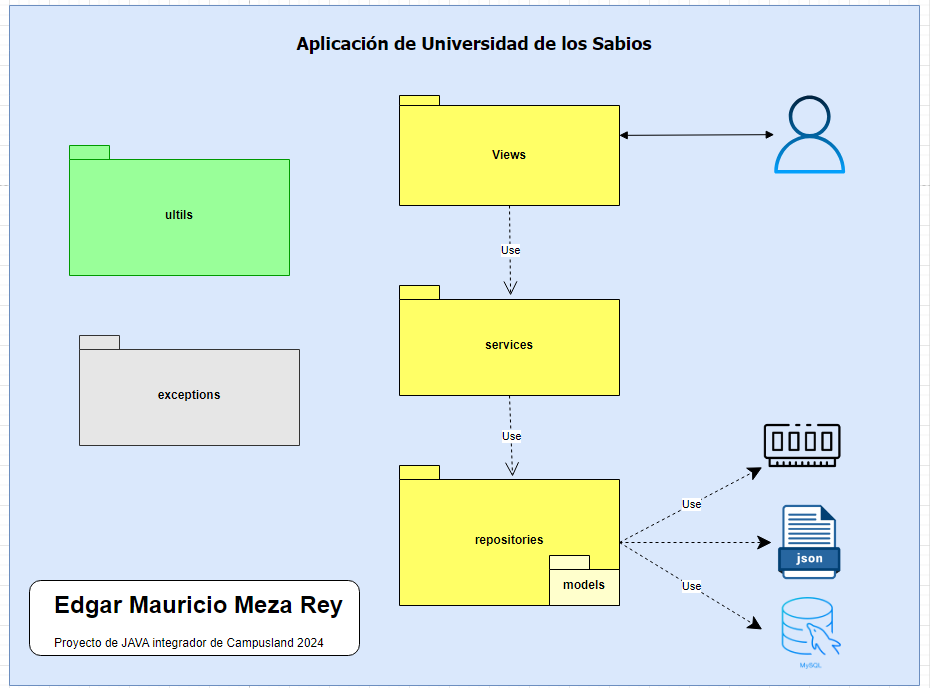 Aplicación de Universidad de los Sabios
Views
ultils
Use
services
exceptions
Use
repositories
models
Use
json
Use
MySQL
Edgar Mauricio Meza Rey
Proyecto de JAVA integrador de Campusland 2024